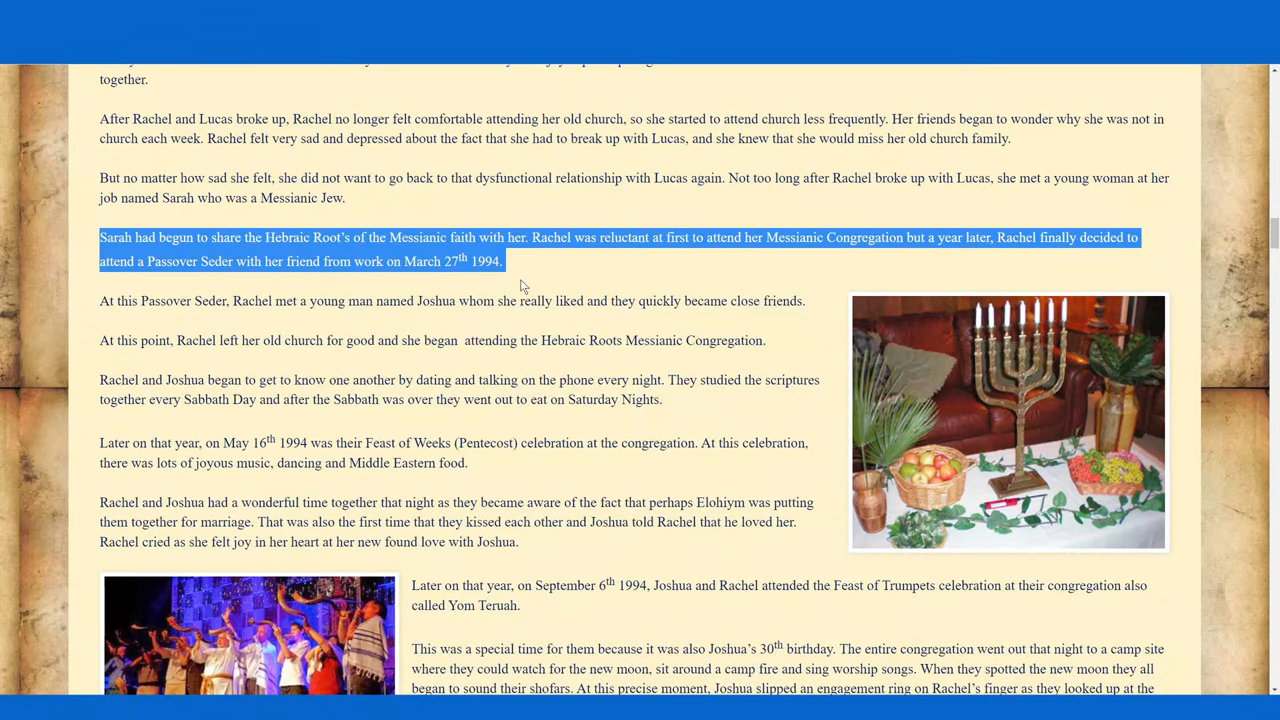 together.
After Rachel and Lucas broke up, Rachel no longer felt comfortable attending her old church, so she started to attend church less frequently. Her friends began to wonder why she was not in
church each week. Rachel felt very sad and depressed about the fact that she had to break up with Lucas, and she knew that she would miss her old church family.
But no matter how sad she felt, she did not want to go back to that dysfunctional relationship with Lucas again. Not too long after Rachel broke up with Lucas, she met a young woman at her
job named Sarah who was a Messianic Jew.
Sarah had begun to share the Hebraic Root’s of the Messianic faith with her. Rachel was reluctant at first to attend her Messianic Congregation but a year later, Rachel finally decided to
attend a Passover Seder with her friend from work on March 27th 1994.
At this Passover Seder, Rachel met a young man named Joshua whom she really liked and they quickly became close friends.
At this point, Rachel left her old church for good and she began attending the Hebraic Roots Messianic Congregation.
Rachel and Joshua began to get to know one another by dating and talking on the phone every night. They studied the scriptures
together every Sabbath Day and after the Sabbath was over they went out to eat on Saturday Nights.
Later on that year, on May 16th 1994 was their Feast of Weeks (Pentecost) celebration at the congregation. At this celebration,
there was lots of joyous music, dancing and Middle Eastern food.
Rachel and Joshua had a wonderful time together that night as they became aware of the fact that perhaps Elohiym was putting
them together for marriage. That was also the first time that they kissed each other and Joshua told Rachel that he loved her.
Rachel cried as she felt joy in her heart at her new found love with Joshua.
Later on that year, on September 6th 1994, Joshua and Rachel attended the Feast of Trumpets celebration at their congregation also
called Yom Teruah.
This was a special time for them because it was also Joshua’s 30th birthday. The entire congregation went out that night to a camp site
where they could watch for the new moon, sit around a camp fire and sing worship songs. When they spotted the new moon they all
began to sound their shofars. At this precise moment, Joshua slipped an engagement ring on Rachel’s finger as they looked up at the